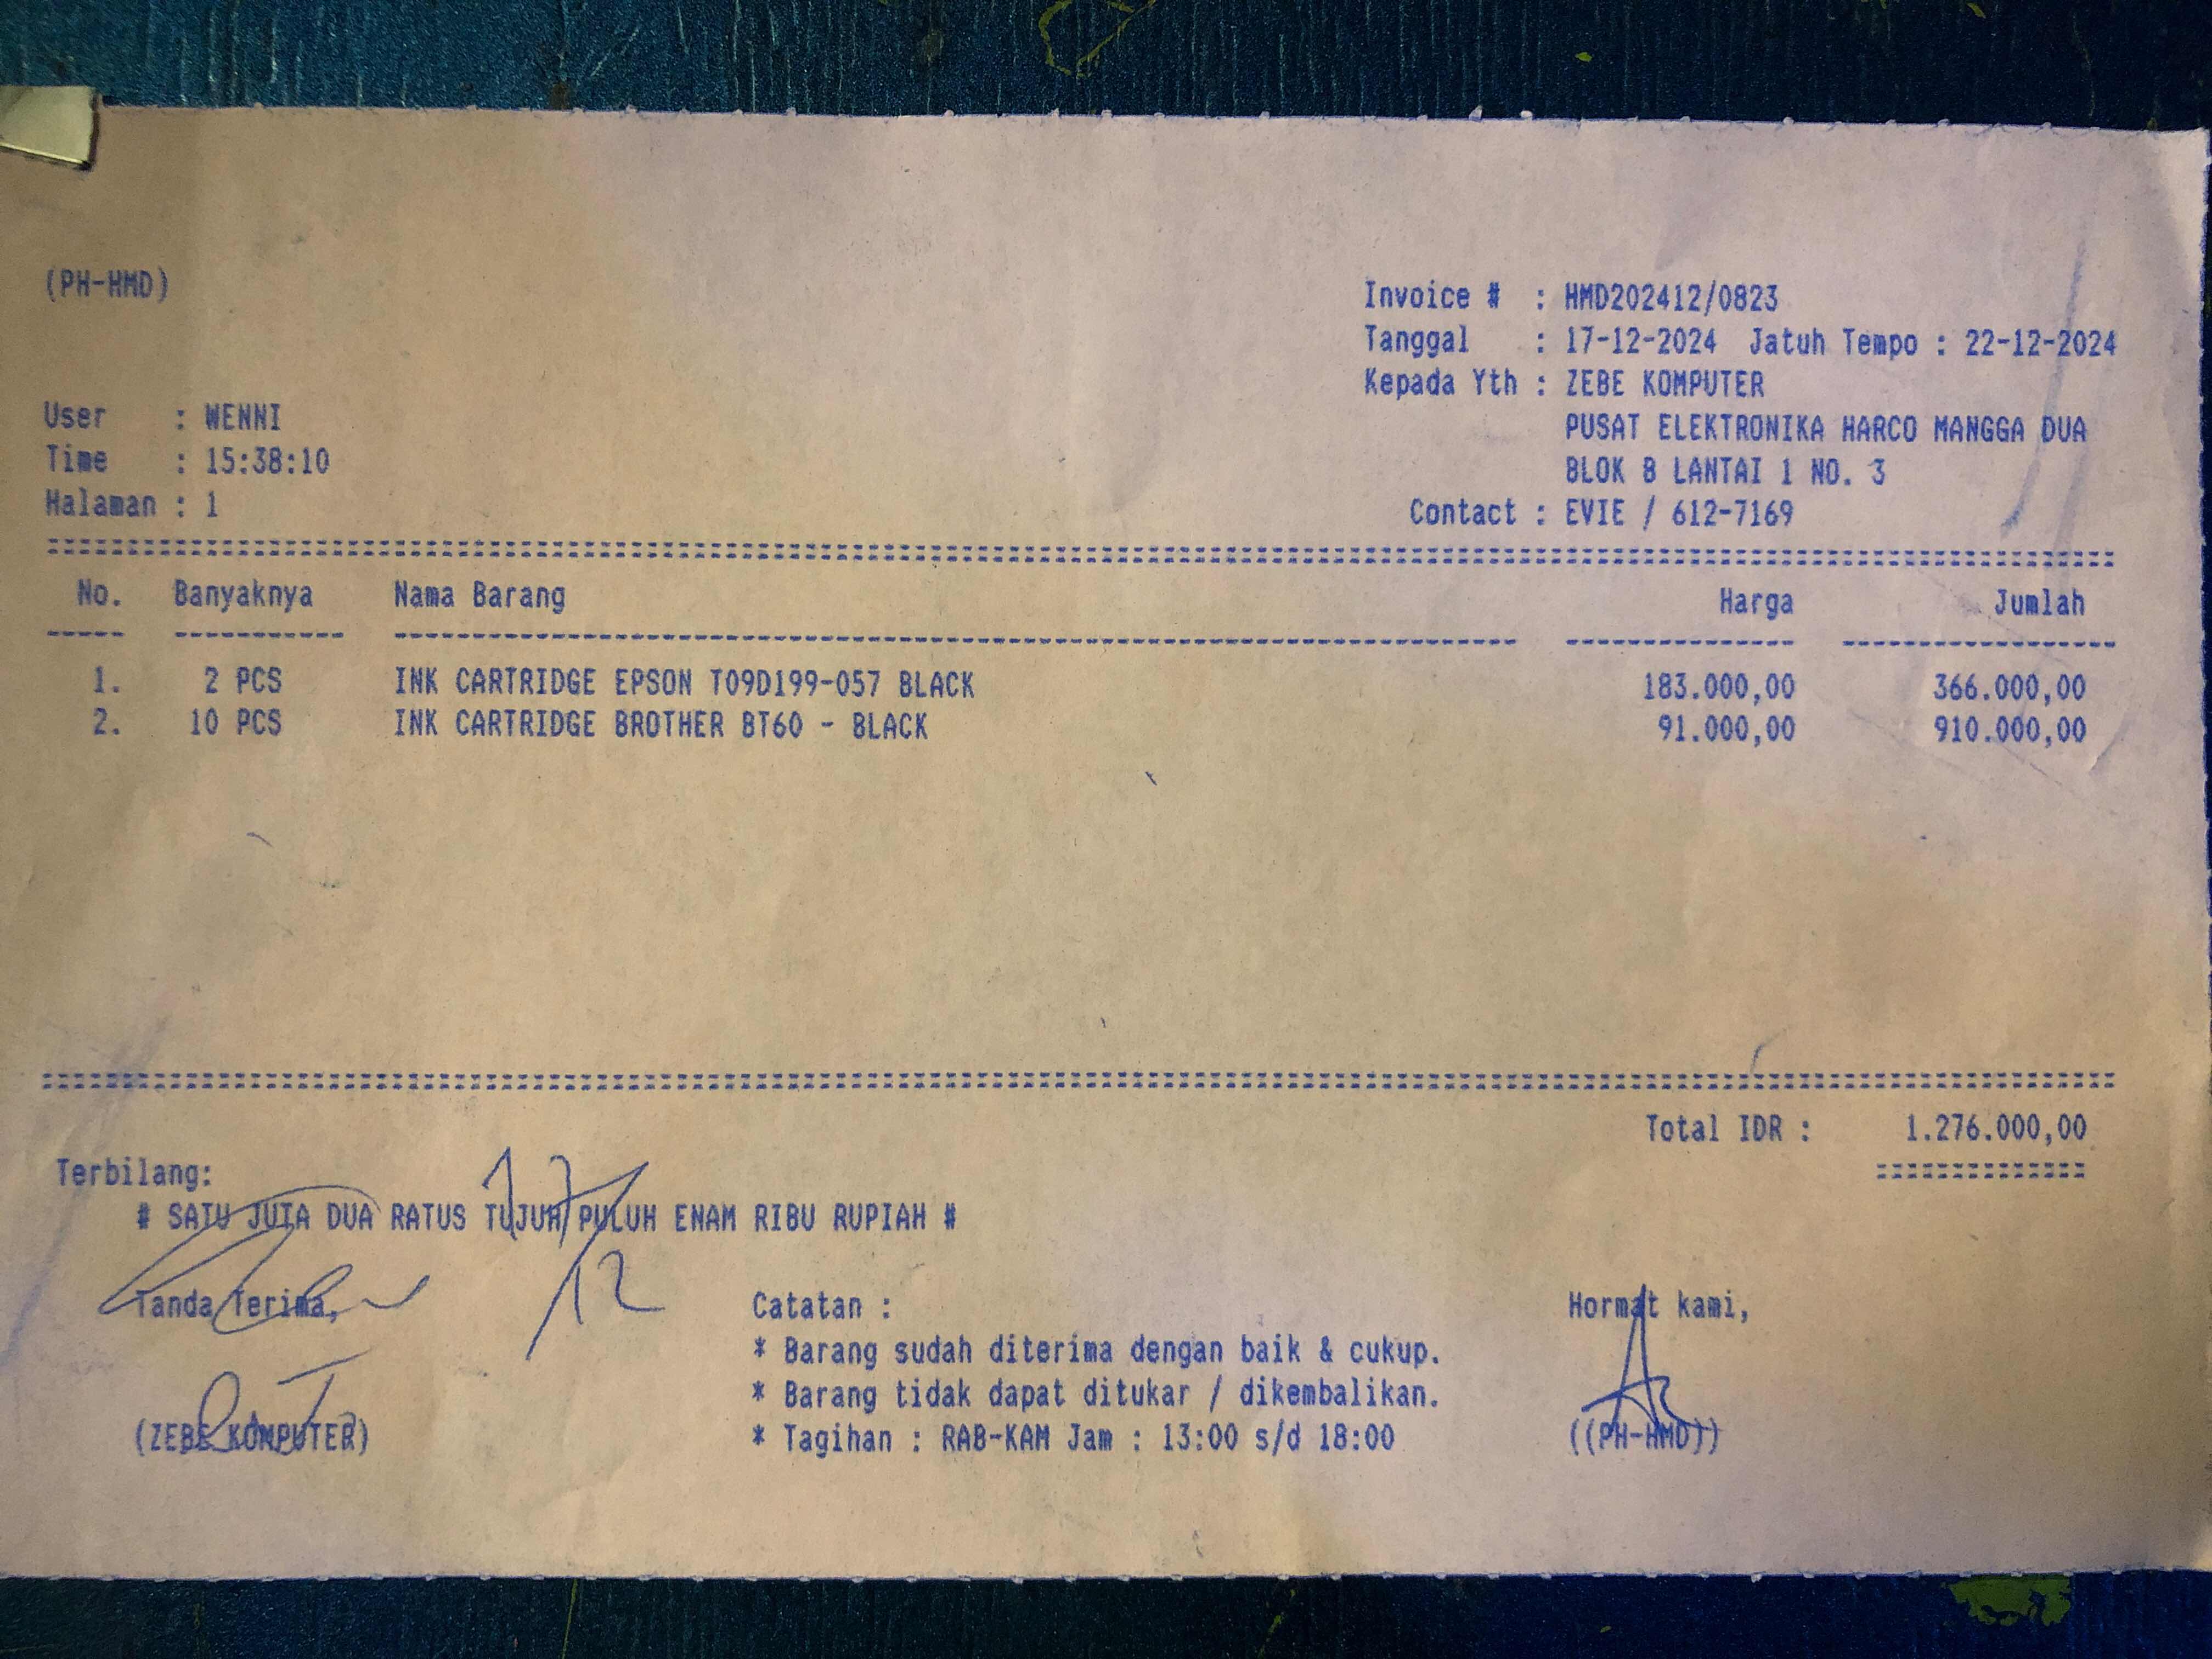 (PH-HMD)
Invoice # : HMD202412/0823
Tanggal : 17-12-2024 Jatuh Tempo : 22-12-2024
Kepada Yth : ZEBE KOMPUTER
PUSAT ELEKTRONIKA HARCO MANGGA DUA
BLOK B LANTAI 1 NO. 3
Contact : EVIE / 612-7169
User : WENNI
Time : 15:38:10
Halaman : 1
No. Banyaknya Nama Barang Harga Jumlah
1. 2 PCS INK CARTRIDGE EPSON T09D199-057 BLACK 183.000,00 366.000,00
2. 10 PCS INK CARTRIDGE BROTHER BT60 - BLACK 91.000,00 910.000,00
Total IDR : 1.276.000,00
Terbilang:
# SATU JUTA DUA RATUS TUJUH PULUH ENAM RIBU RUPIAH #
17/12
Tanda Terima,
(ZEBE KOMPUTER)
Catatan :
* Barang sudah diterima dengan baik & cukup.
* Barang tidak dapat ditukar / dikembalikan.
* Tagihan : RAB-KAM Jam : 13:00 s/d 18:00
Hormat kami,
((PH-HMD))